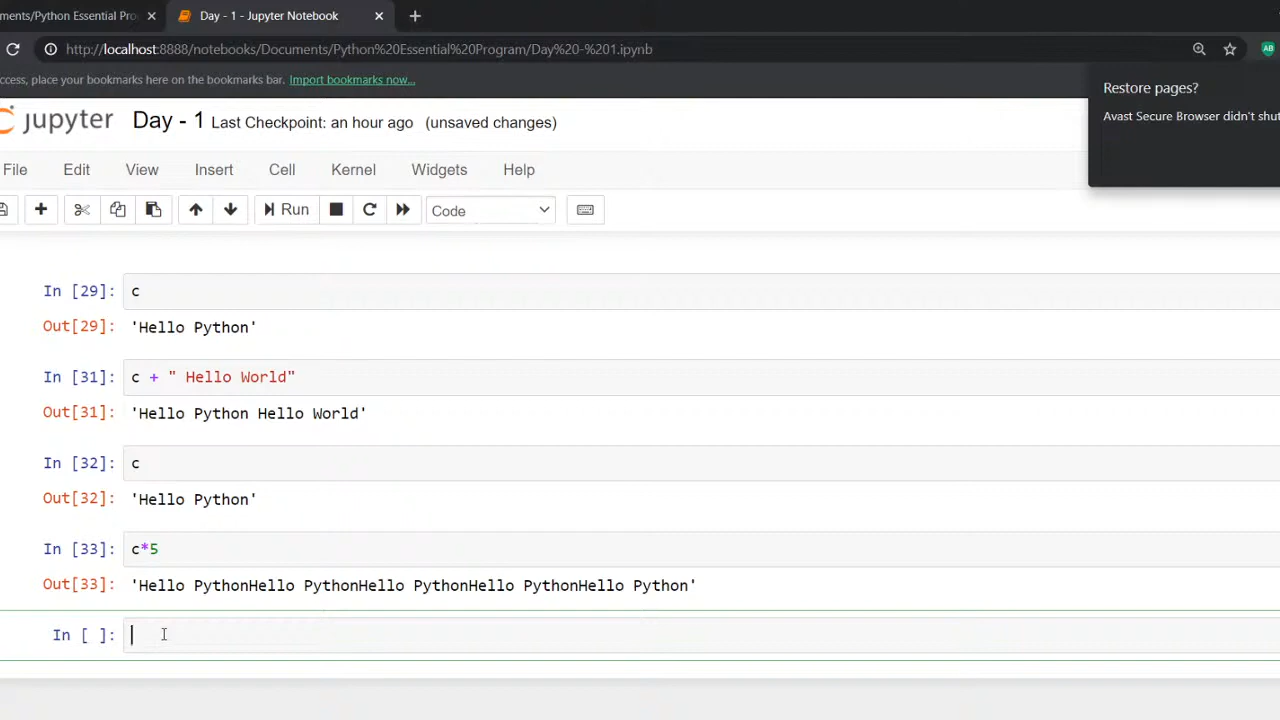 ments/Python Essential Pro
Day - 1 - Jupyter Notebook
http://localhost:8888/notebooks/Documents/Python%20Essential%20Program/Day%20-%201.ipynb
AB
ccess, place your bookmarks here on the bookmarks bar. Import bookmarks now...
Restore pages?
Avast Secure Browser didn't shut
jupyter Day - 1 Last Checkpoint: an hour ago (unsaved changes)
File Edit View Insert Cell Kernel Widgets Help
Run Code
In [29]: c
Out[29]: 'Hello Python'
In [31]: c + " Hello World"
Out[31]: 'Hello Python Hello World'
In [32]: c
Out[32]: 'Hello Python'
In [33]: c*5
Out[33]: 'Hello PythonHello PythonHello PythonHello PythonHello Python'
In [ ]: